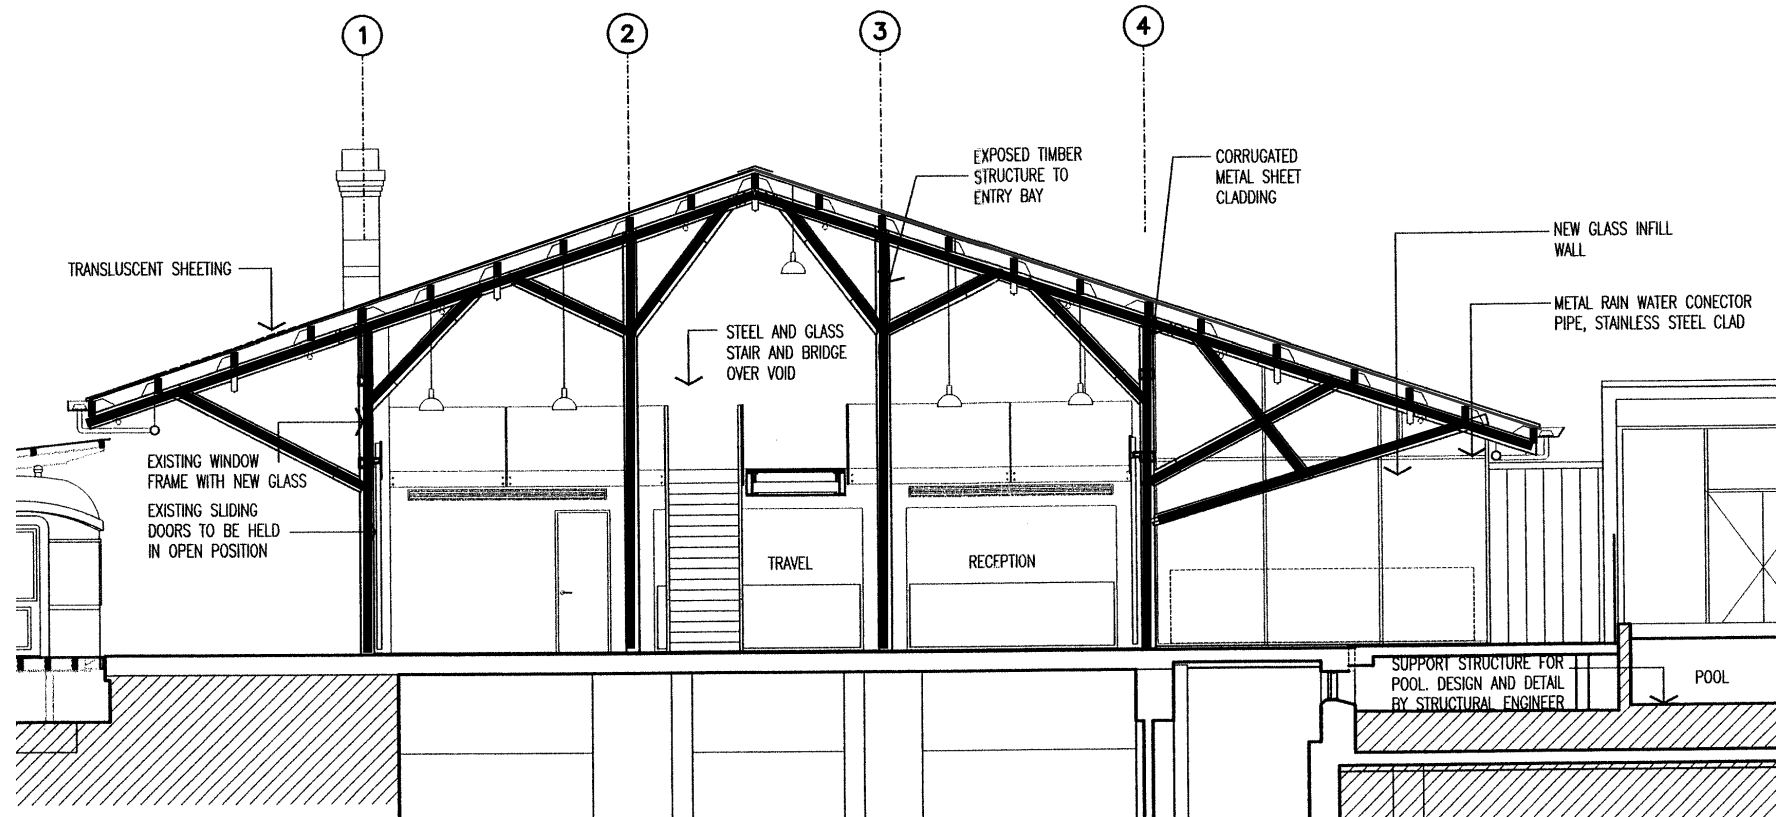 1
2
3
4
EXPOSED TIMBER
STRUCTURE TO
ENTRY BAY
CORRUGATED
METAL SHEET
CLADDING
NEW GLASS INFILL
WALL
TRANSLUSCENT SHEETING
METAL RAIN WATER CONECTOR
PIPE, STAINLESS STEEL CLAD
STEEL AND GLASS
STAIR AND BRIDGE
OVER VOID
EXISTING WINDOW
FRAME WITH NEW GLASS
EXISTING SLIDING
DOORS TO BE HELD
IN OPEN POSITION
TRAVEL
RECEPTION
SUPPORT STRUCTURE FOR
POOL. DESIGN AND DETAIL
BY STRUCTURAL ENGINEER
POOL